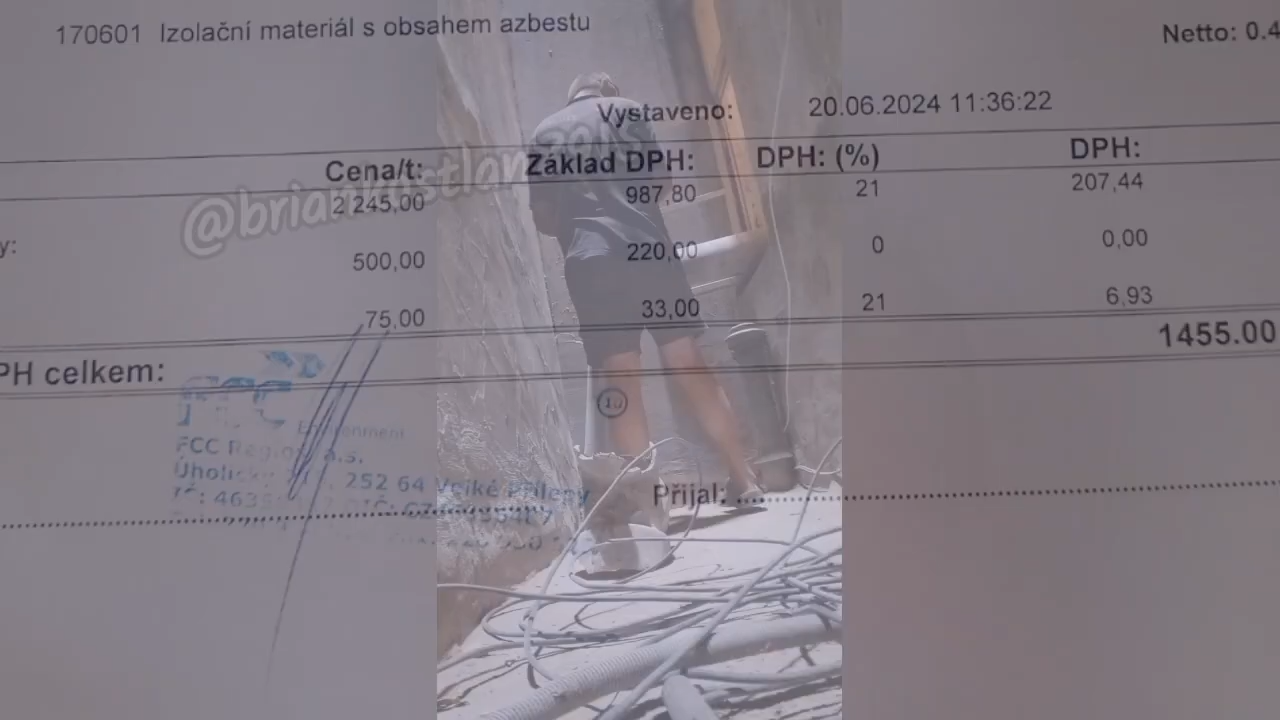 170601 Izolační materiál s obsahem azbestu
Netto: 0.4
Vystaveno: 20.06.2024 11:36:22
Cena/t: Základ DPH: DPH: (%) DPH:
2 245,00 987,80 21 207,44
y:
500,00 220,00 0 0,00
75,00 33,00 21 6,93
PH celkem: 1455.00
FCC a.s.
252 64 Velké Přílepy
Přijal: